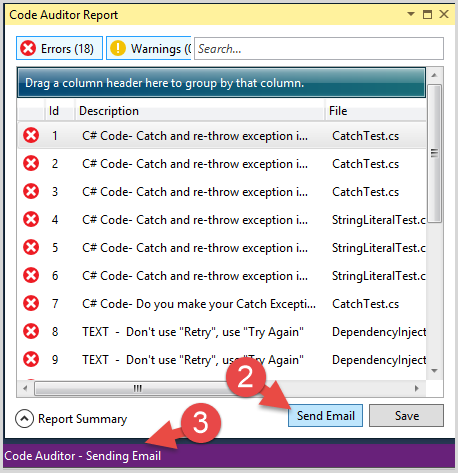 Code Auditor Report
Errors (18) Warnings (0 Search...
Drag a column header here to group by that column.
Id Description File
1 C# Code- Catch and re-throw exception i... CatchTest.cs
2 C# Code- Catch and re-throw exception i... CatchTest.cs
3 C# Code- Catch and re-throw exception i... CatchTest.cs
4 C# Code- Catch and re-throw exception i... StringLiteralTest.c
5 C# Code- Catch and re-throw exception i... StringLiteralTest.c
6 C# Code- Catch and re-throw exception i... StringLiteralTest.c
7 C# Code- Do you make your Catch Excepti... CatchTest.cs
8 TEXT - Don't use "Retry", use "Try Again" DependencyInject
9 TEXT - Don't use "Retry", use "Try Again" DependencyInject
2
Report Summary Send Email Save
3
Code Auditor - Sending Email